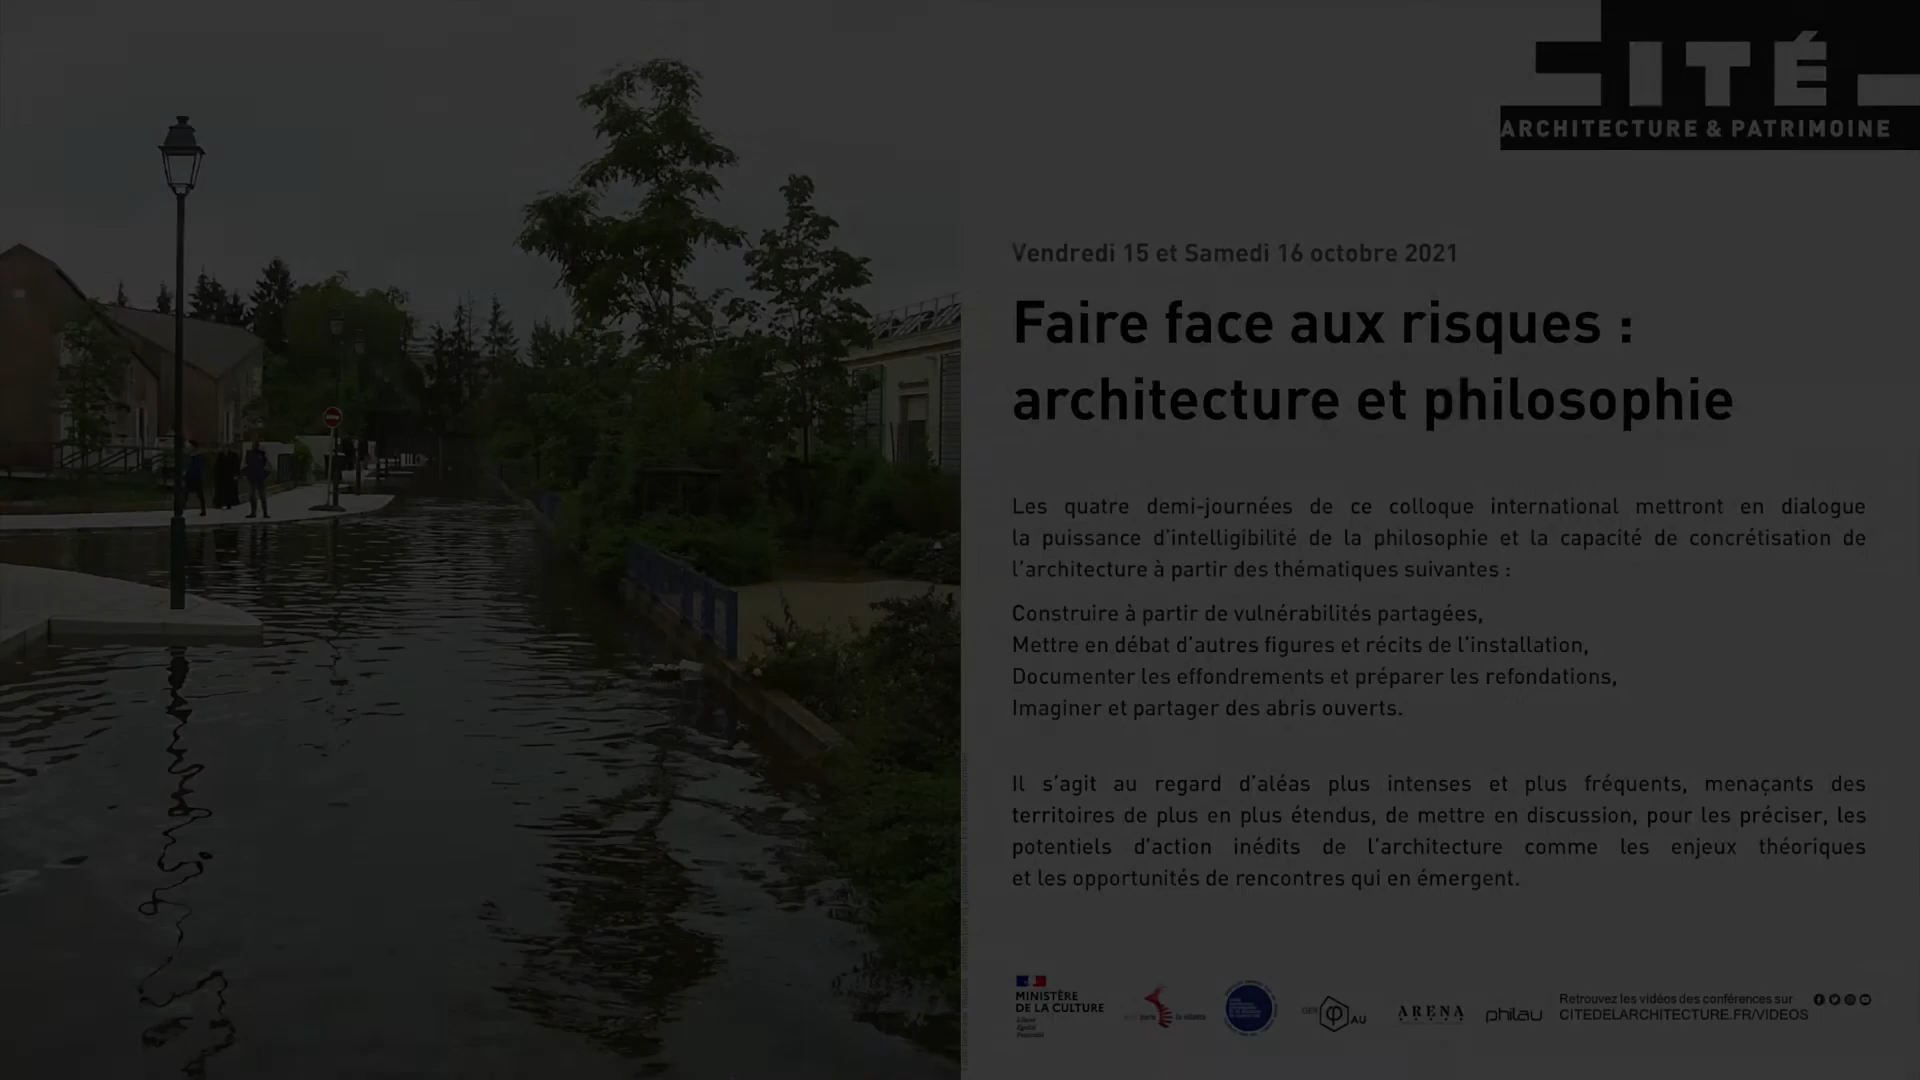 CITÉ
ARCHITECTURE & PATRIMOINE
Vendredi 15 et Samedi 16 octobre 2021
Faire face aux risques :
architecture et philosophie
Les quatre demi-journées de ce colloque international mettront en dialogue
la puissance d'intelligibilité de la philosophie et la capacité de concrétisation de
l'architecture à partir des thématiques suivantes :
Construire à partir de vulnérabilités partagées,
Mettre en débat d'autres figures et récits de l'installation,
Documenter les effondrements et préparer les refondations,
Imaginer et partager des abris ouverts.
Il s'agit au regard d'aléas plus intenses et plus fréquents, menaçants des
territoires de plus en plus étendus, de mettre en discussion, pour les préciser, les
potentiels d'action inédits de l'architecture comme les enjeux théoriques
et les opportunités de rencontres qui en émergent.
MINISTÈRE
DE LA CULTURE
Liberté
Égalité
Fraternité
la villette
AU
ARENA
philau
Retrouvez les vidéos des conférences sur
CITEDELARCHITECTURE.FR/VIDEOS